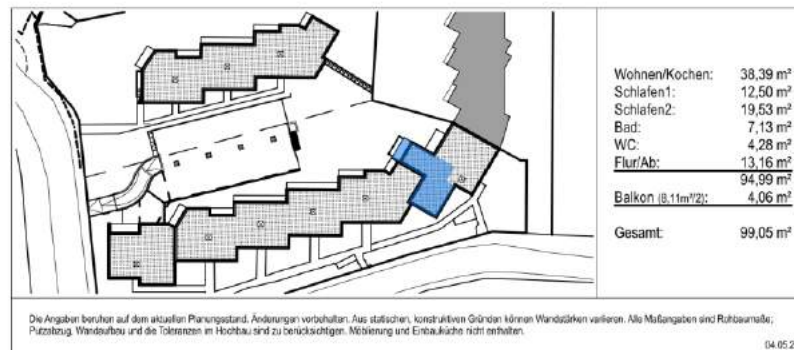 Wohnen/Kochen: 38,39 m²
Schlafen1: 12,50 m²
Schlafen2: 19,53 m²
Bad: 7,13 m²
WC: 4,28 m²
Flur/Ab: 13,16 m²
94,99 m²
Balkon (8,11m²/2): 4,06 m²
Gesamt: 99,05 m²
Die Angaben beruhen auf dem aktuellen Planungsstand. Änderungen vorbehalten. Aus statischen, konstruktiven Gründen können Wandstärken variieren. Alle Maßangaben sind Rohbaumaße;
Putzabzug, Wandaufbau und die Toleranzen im Hochbau sind zu berücksichtigen. Möblierung und Einbauküche nicht enthalten.
04.05.2